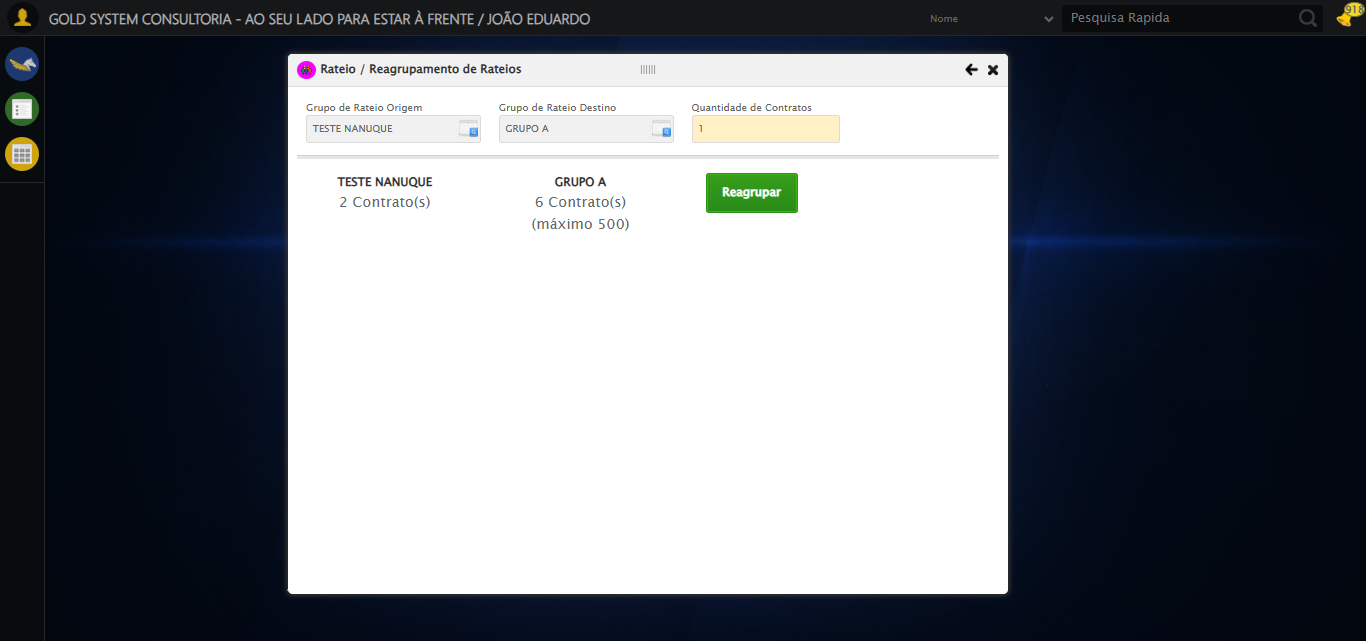 GOLD SYSTEM CONSULTORIA - AO SEU LADO PARA ESTAR À FRENTE / JOÃO EDUARDO
Nome
Pesquisa Rapida
918
Rateio / Reagrupamento de Rateios
Grupo de Rateio Origem
Grupo de Rateio Destino
Quantidade de Contratos
TESTE NANUQUE
GRUPO A
1
TESTE NANUQUE
2 Contrato(s)
GRUPO A
6 Contrato(s)
(máximo 500)
Reagrupar